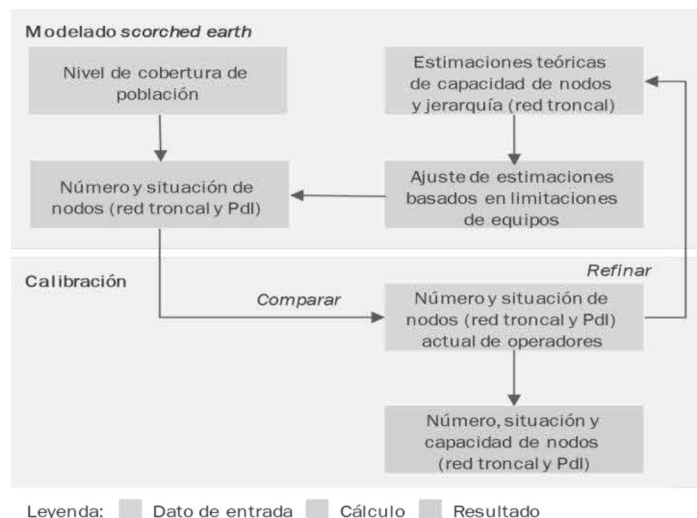 Modelado scorched earth
Nivel de cobertura de
población
Estimaciones teóricas
de capacidad de nodos
y jerarquía (red troncal)
Número y situación de
nodos (red troncal y PdI)
Ajuste de estimaciones
basados en limitaciones
de equipos
Calibración
Refinar
Comparar
Número y situación de
nodos (red troncal y PdI)
actual de operadores
Número, situación y
capacidad de nodos
(red troncal y PdI)
Leyenda: Dato de entrada Cálculo Resultado